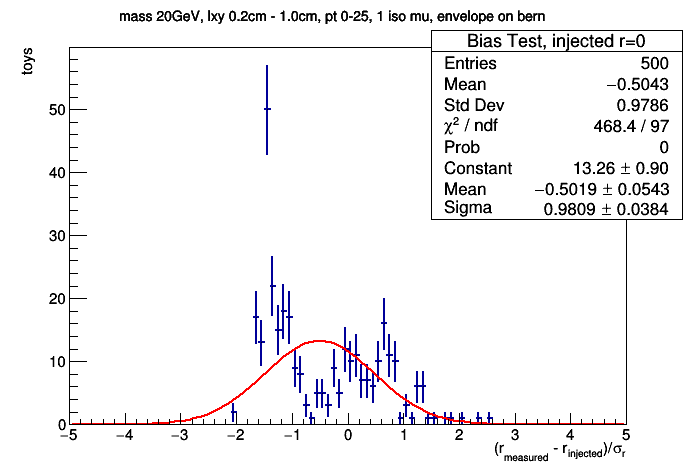 mass 20GeV, lxy 0.2cm - 1.0cm, pt 0-25, 1 iso mu, envelope on bern
Bias Test, injected r=0
Entries 500
Mean −0.5043
Std Dev 0.9786
χ² / ndf 468.4 / 97
Prob 0
Constant 13.26 ± 0.90
Mean −0.5019 ± 0.0543
Sigma 0.9809 ± 0.0384
toys
50
40
30
20
10
0
−5 −4 −3 −2 −1 0 1 2 3 4 5
(r_measured - r_injected)/σ_r